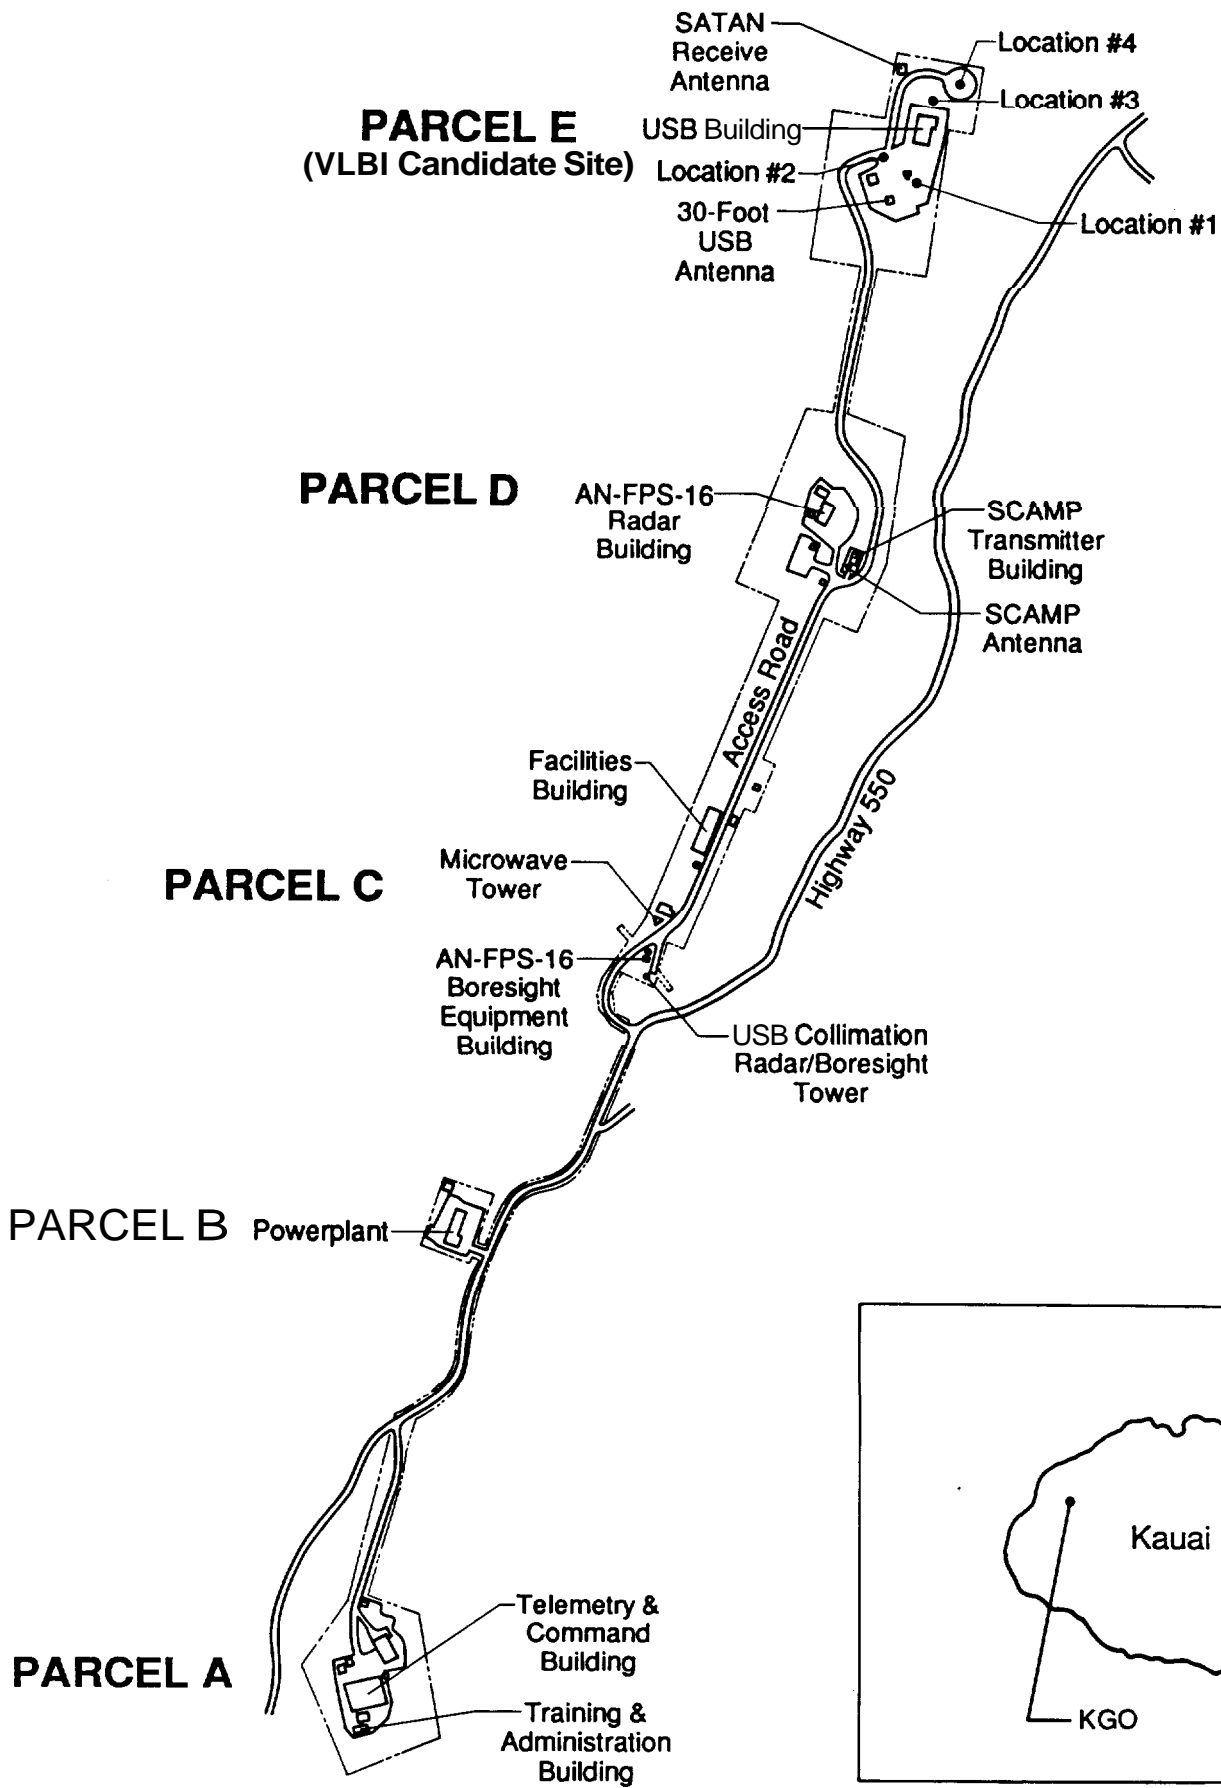 SATAN
Receive
Antenna
Location #4
Location #3
PARCEL E
(VLBI Candidate Site)
USB Building
Location #2
30-Foot
USB
Antenna
Location #1
PARCEL D
AN-FPS-16
Radar
Building
SCAMP
Transmitter
Building
SCAMP
Antenna
Access Road
Facilities
Building
Highway 550
Microwave
Tower
PARCEL C
AN-FPS-16
Boresight
Equipment
Building
USB Collimation
Radar/Boresight
Tower
PARCEL B
Powerplant
Kauai
KGO
Telemetry &
Command
Building
PARCEL A
Training &
Administration
Building